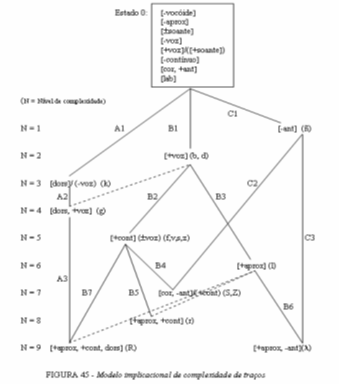 Estado 0:
[-vocóide]
[-aprox]
[±soante]
[-voz]
[+voz]/([+soante])
[-contínuo]
[cor, +ant]
[lab]
(N = Nível de complexidade)
N = 1 A1 B1 C1 [-ant] (ñ)
N = 2 [+voz] (b, d)
N = 3 [dors]/(-voz) (k) C2
N = 4 A2 [dors, +voz] (g) B2 B3
N = 5 [+cont] (±voz) (f,v,s,z) C3
N = 6 B4 [+aprox] (l)
N = 7 A3 B7 B5 [cor, -ant]/(+cont) (S,Z) B6
N = 8 [+aprox, +cont] (r)
N = 9 [+aprox, +cont, dors] (R) [+aprox, -ant](ʎ)
FIGURA 45 - Modelo implicacional de complexidade de traços